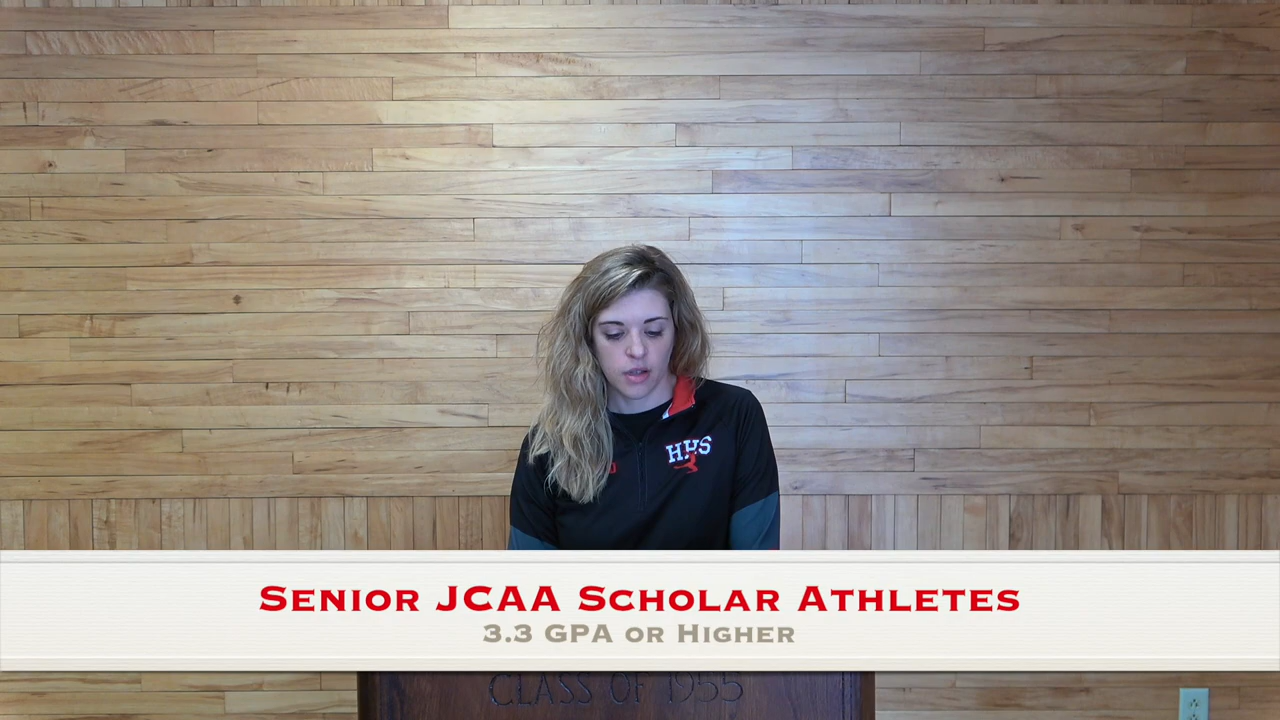 HHS
Senior JCAA Scholar Athletes
3.3 GPA or Higher
CLASS OF 1955